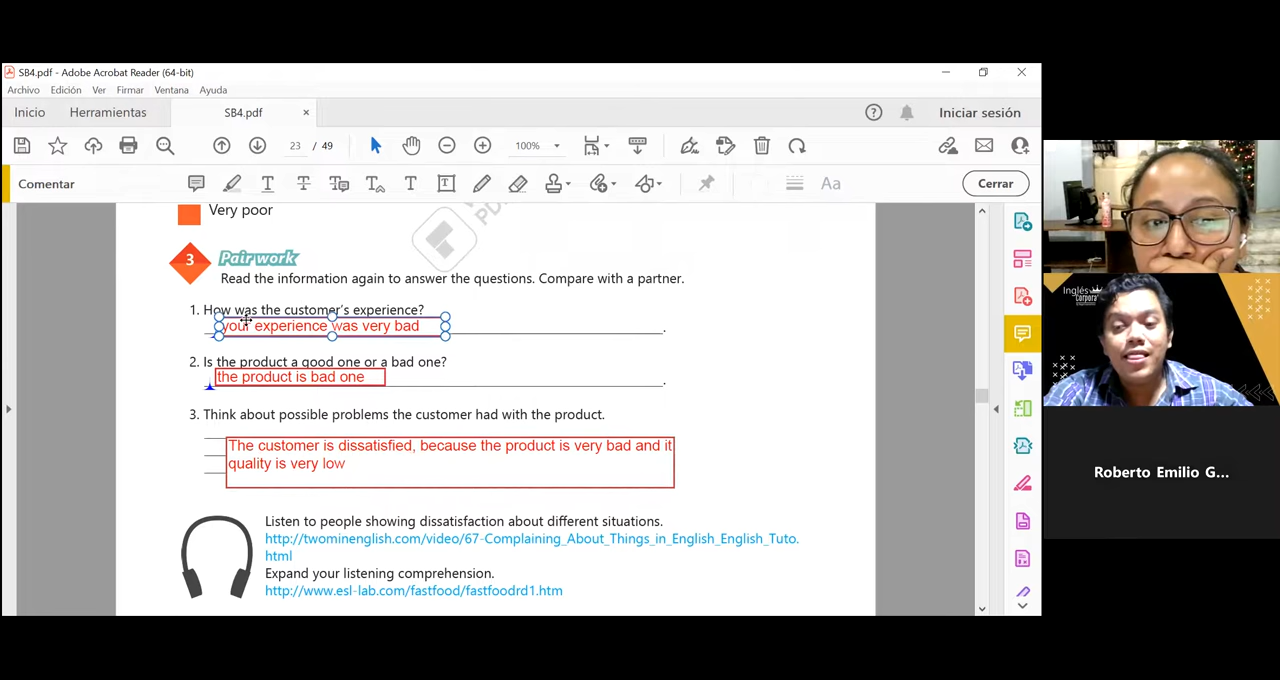 SB4.pdf - Adobe Acrobat Reader (64-bit)
Archivo Edición Ver Firmar Ventana Ayuda
Inicio Herramientas SB4.pdf × Iniciar sesión
23 / 49 100%
Comentar Aa Cerrar
Very poor
3 Pair work
Read the information again to answer the questions. Compare with a partner.
1. How was the customer's experience?
your experience was very bad
2. Is the product a good one or a bad one?
the product is bad one
3. Think about possible problems the customer had with the product.
The customer is dissatisfied, because the product is very bad and it
quality is very low
Listen to people showing dissatisfaction about different situations.
http://twominenglish.com/video/67-Complaining_About_Things_in_English_English_Tuto.
html
Expand your listening comprehension.
http://www.esl-lab.com/fastfood/fastfoodrd1.htm
Inglés
Corpora
Roberto Emilio G...